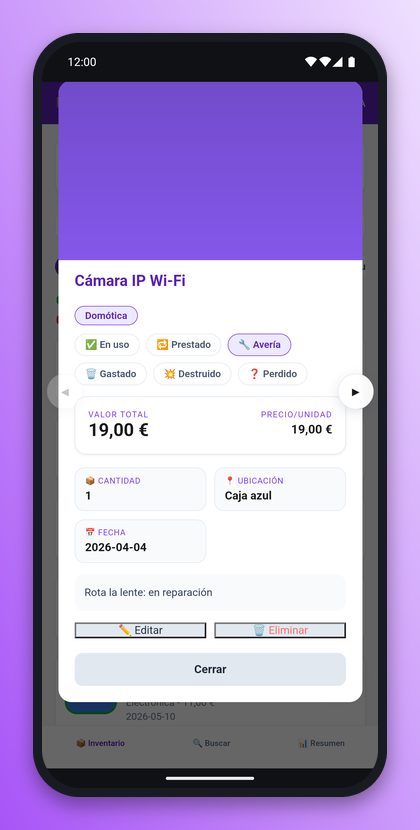 12:00
Cámara IP Wi-Fi
Domótica
✅ En uso 🔁 Prestado 🔧 Avería
🗑️ Gastado 💥 Destruido ❓ Perdido
◀ ▶
VALOR TOTAL PRECIO/UNIDAD
19,00 € 19,00 €
📦 CANTIDAD 📍 UBICACIÓN
1 Caja azul
📅 FECHA
2026-04-04
Rota la lente: en reparación
✏️ Editar 🗑️ Eliminar
Cerrar
Electrónica · 11,00 €
2026-05-10
📦 Inventario 🔍 Buscar 📊 Resumen